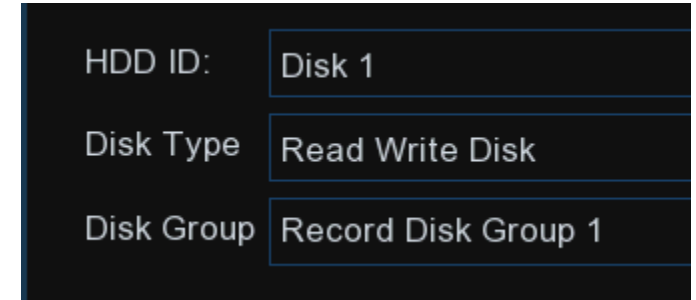 HDD ID: Disk 1
Disk Type Read Write Disk
Disk Group Record Disk Group 1